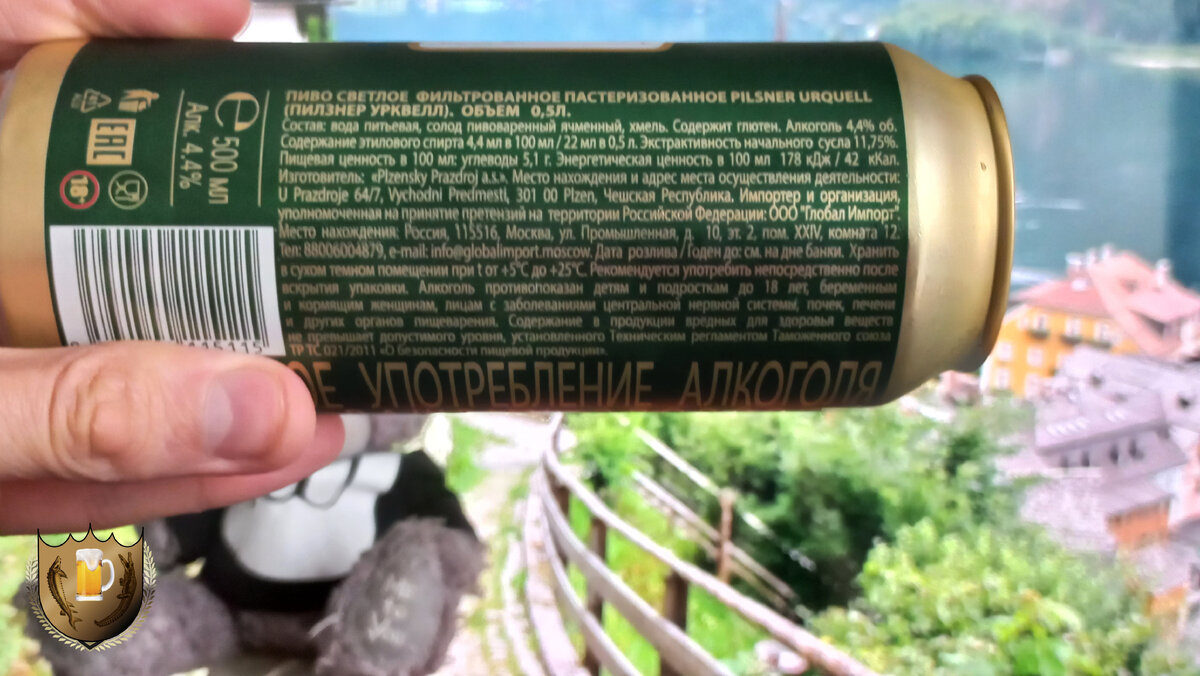 ПИВО СВЕТЛОЕ ФИЛЬТРОВАННОЕ ПАСТЕРИЗОВАННОЕ PILSNER URQUELL
(ПИЛЗНЕР УРКВЕЛЛ). ОБЪЕМ 0,5Л.
Состав: вода питьевая, солод пивоваренный ячменный, хмель. Содержит глютен. Алкоголь 4,4% об.
Содержание этилового спирта 4,4 мл в 100 мл / 22 мл в 0,5 л. Экстрактивность начального сусла 11,75%.
Пищевая ценность в 100 мл: углеводы 5,1 г. Энергетическая ценность в 100 мл 178 кДж / 42 кКал.
Изготовитель: «Plzensky Prazdroj a.s.». Место нахождения и адрес места осуществления деятельности:
U Prazdroje 64/7, Vychodni Predmesti, 301 00 Plzen, Чешская Республика. Импортер и организация,
уполномоченная на принятие претензий на территории Российской Федерации: ООО "Глобал Импорт".
Место нахождения: Россия, 115516, Москва, ул. Промышленная, д. 10, эт. 2, пом. XXIV, комната 12.
Тел: 88006004879, e-mail: info@globalimport.moscow. Дата розлива / Годен до: см. на дне банки. Хранить
в сухом темном помещении при t от +5°С до +25°С. Рекомендуется употребить непосредственно после
вскрытия упаковки. Алкоголь противопоказан детям и подросткам до 18 лет, беременным
и кормящим женщинам, лицам с заболеваниями центральной нервной системы, почек, печени
и других органов пищеварения. Содержание в продукции вредных для здоровья веществ
не превышает допустимого уровня, установленного Техническим регламентом Таможенного союза
ТР ТС 021/2011 «О безопасности пищевой продукции».
ОЕ УПОТРЕБЛЕНИЕ АЛКОГОЛЯ
e 500 мл
Алк. 4,4%
EAC
18+